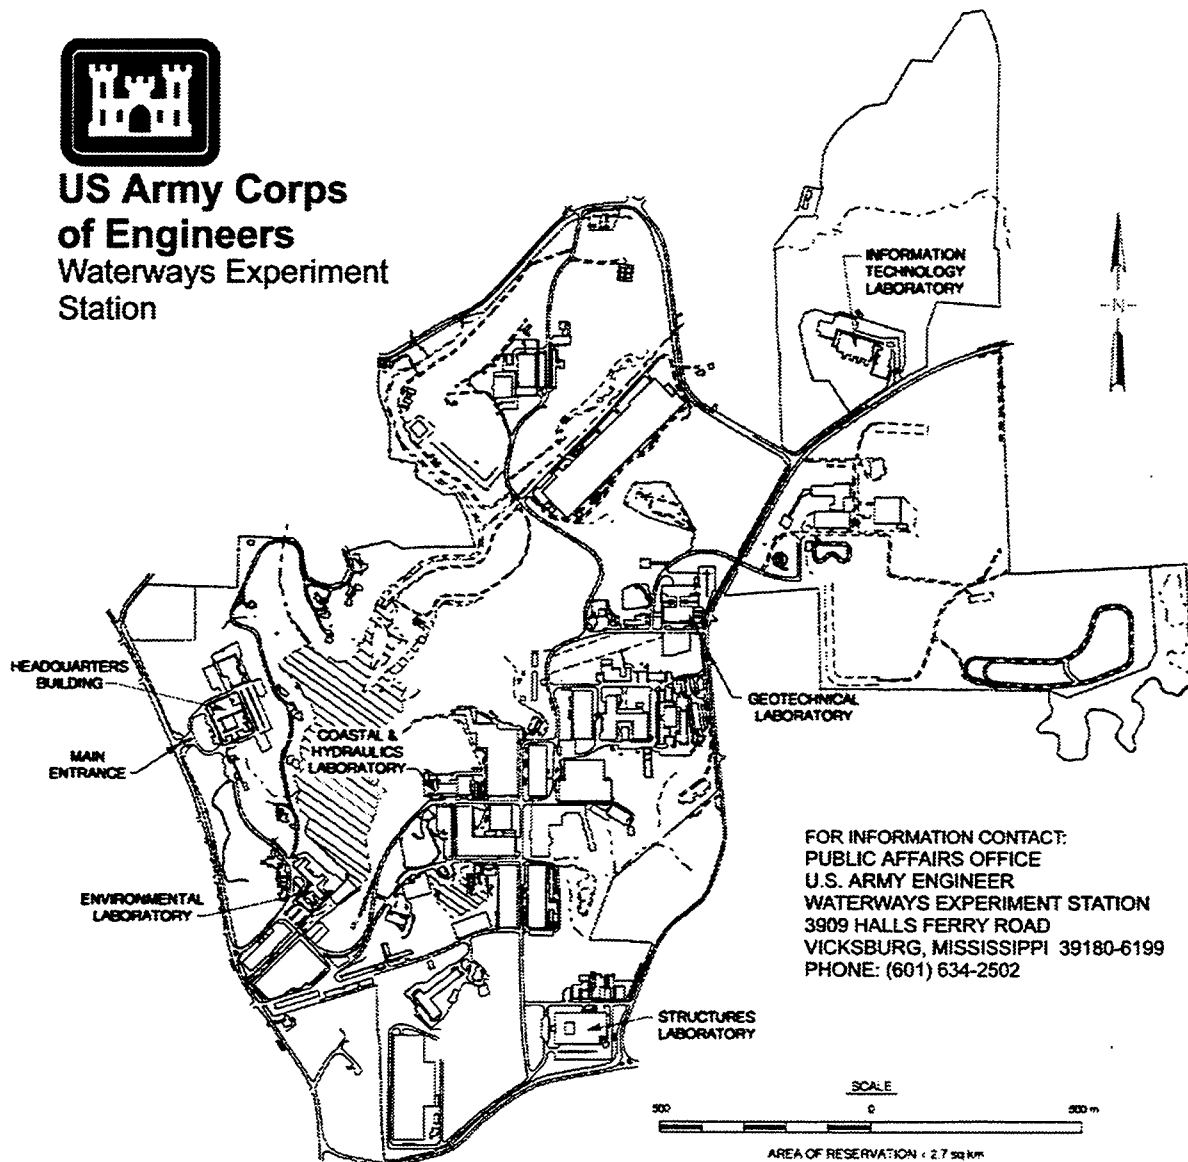 US Army Corps
of Engineers
Waterways Experiment
Station
INFORMATION
TECHNOLOGY
LABORATORY
N
HEADQUARTERS
BUILDING
MAIN
ENTRANCE
COASTAL &
HYDRAULICS
LABORATORY
GEOTECHNICAL
LABORATORY
ENVIRONMENTAL
LABORATORY
STRUCTURES
LABORATORY
FOR INFORMATION CONTACT:
PUBLIC AFFAIRS OFFICE
U.S. ARMY ENGINEER
WATERWAYS EXPERIMENT STATION
3909 HALLS FERRY ROAD
VICKSBURG, MISSISSIPPI 39180-6199
PHONE: (601) 634-2502
SCALE
500 0 500 m
AREA OF RESERVATION = 2.7 sq km